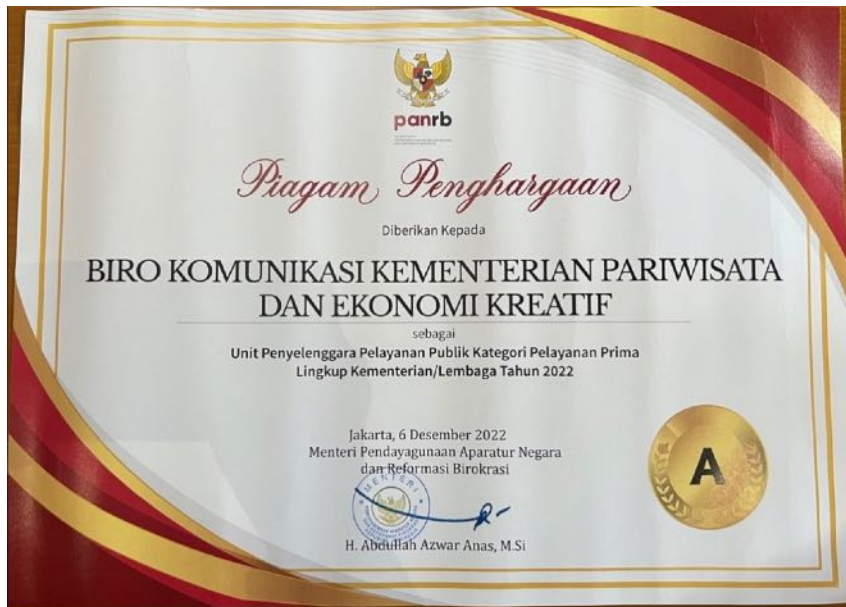 panrb
Piagam Penghargaan
Diberikan Kepada
BIRO KOMUNIKASI KEMENTERIAN PARIWISATA
DAN EKONOMI KREATIF
sebagai
Unit Penyelenggara Pelayanan Publik Kategori Pelayanan Prima
Lingkup Kementerian/Lembaga Tahun 2022
Jakarta, 6 Desember 2022
Menteri Pendayagunaan Aparatur Negara
dan Reformasi Birokrasi
MENTERI
H. Abdullah Azwar Anas, M.Si
A